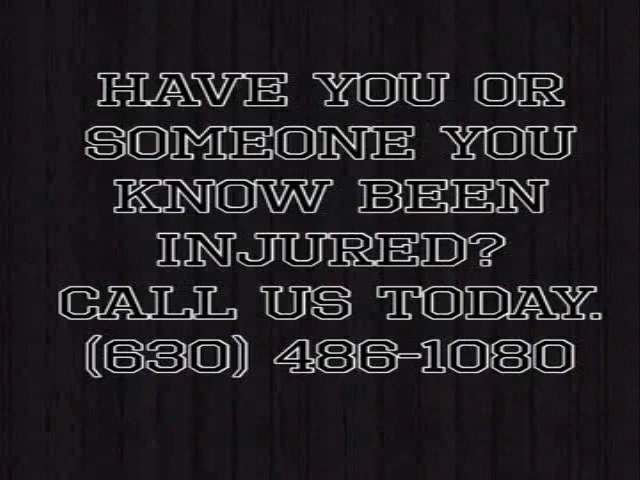 HAVE YOU OR
SOMEONE YOU
KNOW BEEN
INJURED?
CALL US TODAY.
(630) 486-1080